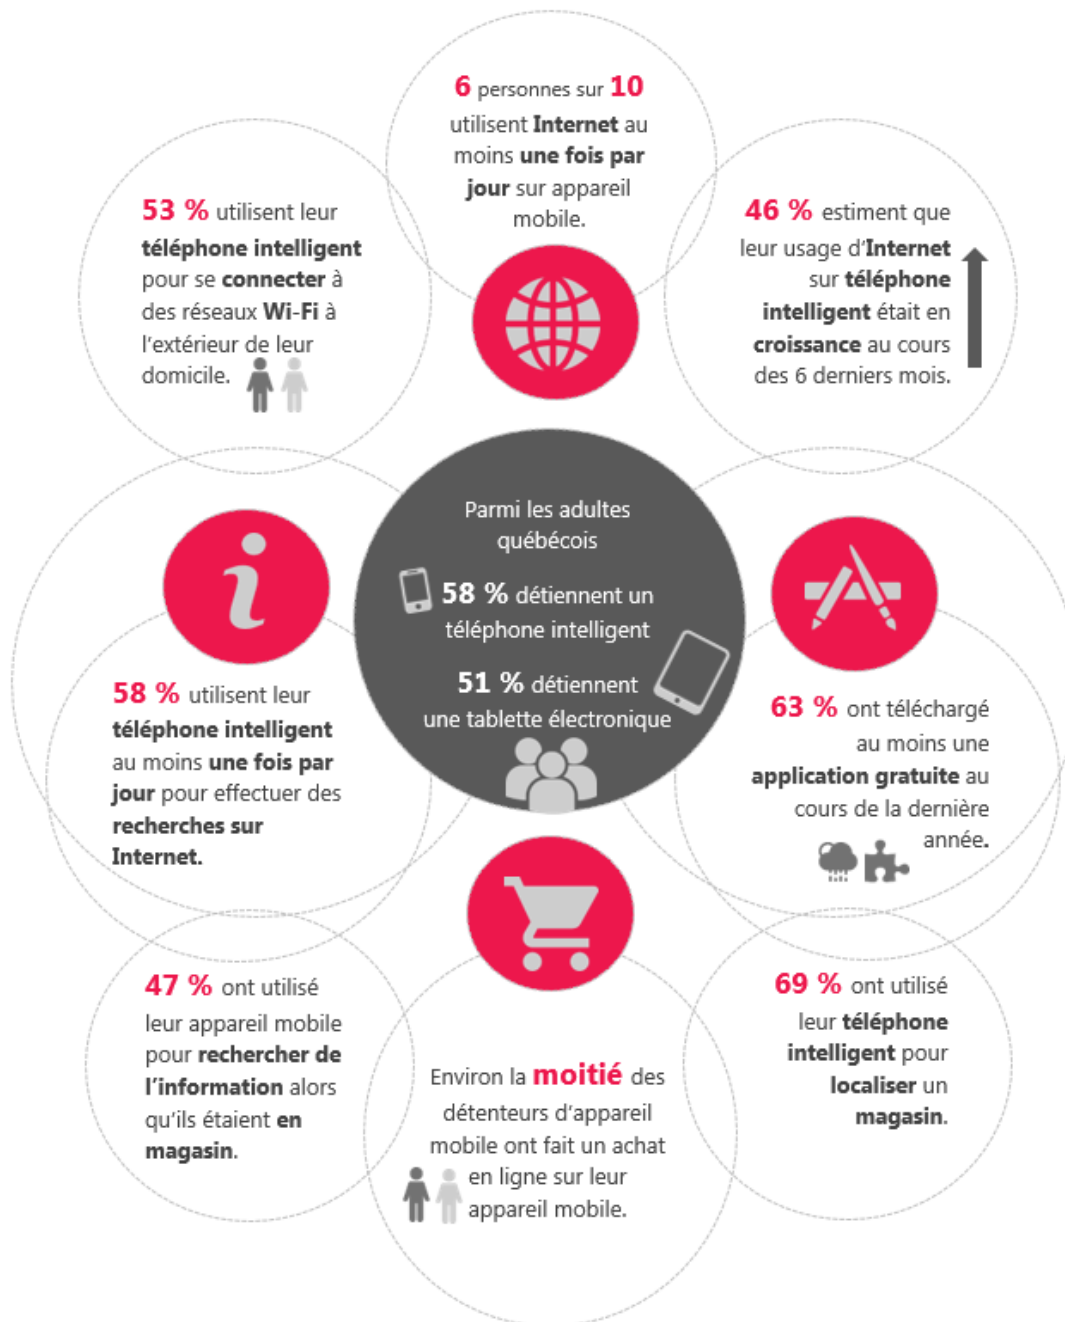 6 personnes sur 10
utilisent Internet au
moins une fois par
jour sur appareil
mobile.
53 % utilisent leur
téléphone intelligent
pour se connecter à
des réseaux Wi-Fi à
l'extérieur de leur
domicile.
46 % estiment que
leur usage d'Internet
sur téléphone
intelligent était en
croissance au cours
des 6 derniers mois.
Parmi les adultes
québécois
58 % détiennent un
téléphone intelligent
51 % détiennent
une tablette électronique
58 % utilisent leur
téléphone intelligent
au moins une fois par
jour pour effectuer des
recherches sur
Internet.
63 % ont téléchargé
au moins une
application gratuite au
cours de la dernière
année.
47 % ont utilisé
leur appareil mobile
pour rechercher de
l'information alors
qu'ils étaient en
magasin.
Environ la moitié des
détenteurs d'appareil
mobile ont fait un achat
en ligne sur leur
appareil mobile.
69 % ont utilisé
leur téléphone
intelligent pour
localiser un
magasin.